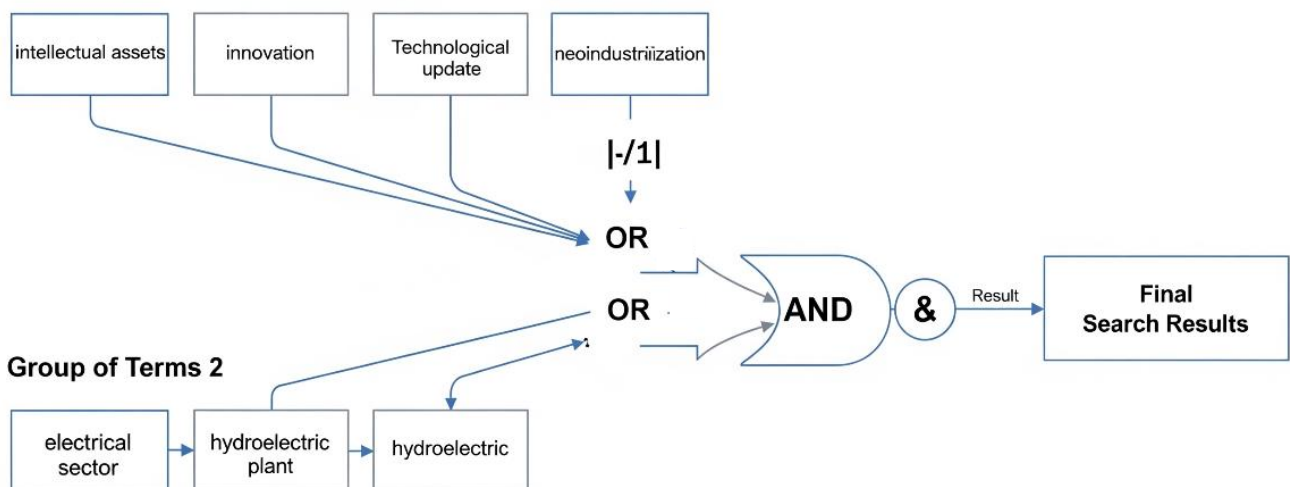 intellectual assets
innovation
Technological
update
neoindustriiization
|-/1|
OR
OR
AND
&
Result
Final
Search Results
Group of Terms 2
electrical
sector
hydroelectric
plant
hydroelectric